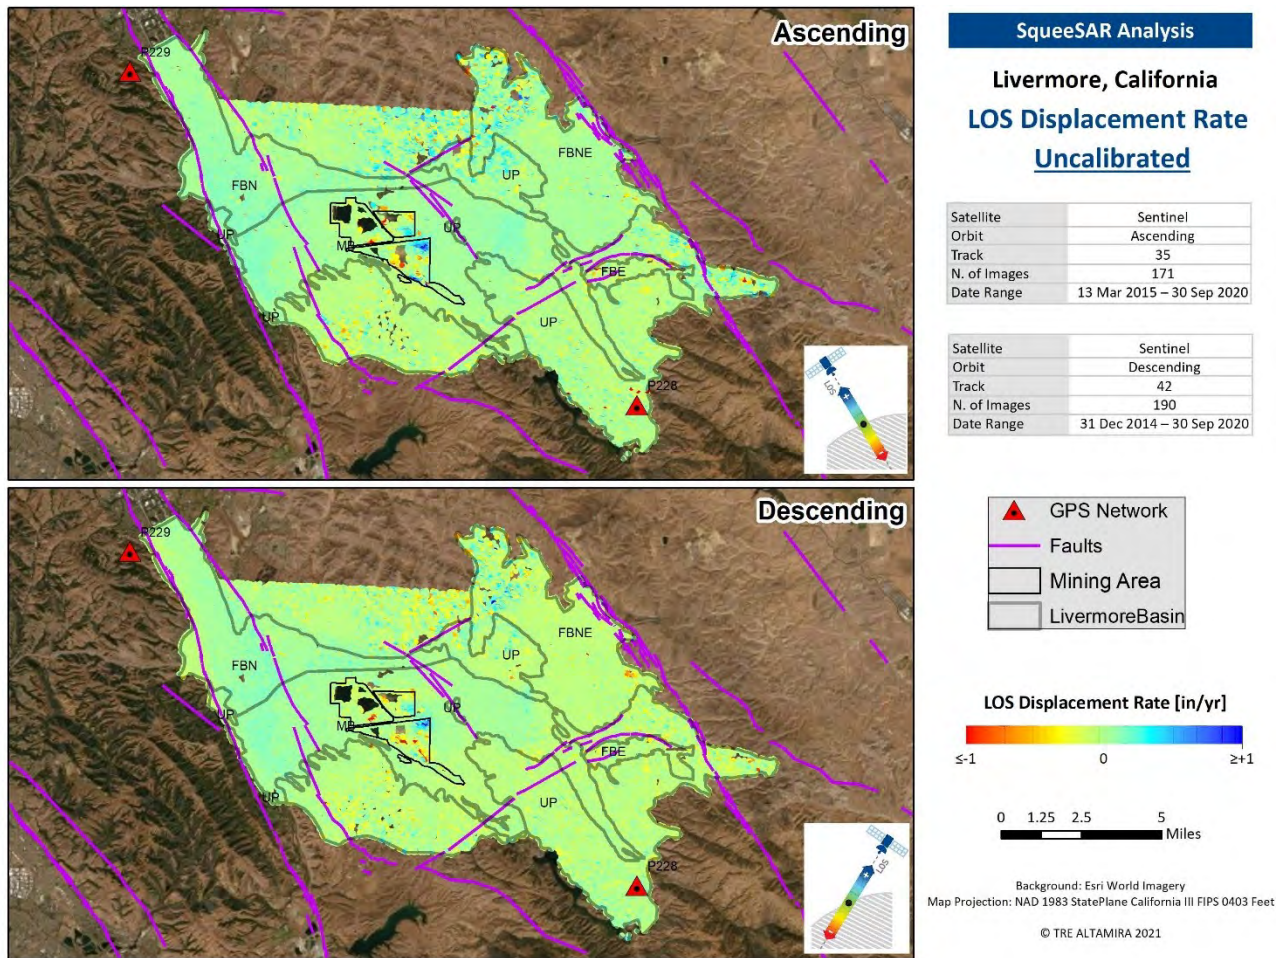 Ascending
P229
FBNE
UP
FBN
UP
UP
MB
FBE
UP
UP
P228
LOS
+
-
Descending
P229
FBNE
UP
FBN
UP
UP
MB
FBE
UP
UP
P228
LOS
+
-
SqueeSAR Analysis
Livermore, California
LOS Displacement Rate
Uncalibrated
Satellite Sentinel
Orbit Ascending
Track 35
N. of Images 171
Date Range 13 Mar 2015 – 30 Sep 2020
Satellite Sentinel
Orbit Descending
Track 42
N. of Images 190
Date Range 31 Dec 2014 – 30 Sep 2020
GPS Network
Faults
Mining Area
LivermoreBasin
LOS Displacement Rate [in/yr]
≤-1 0 ≥+1
0 1.25 2.5 5
Miles
Background: Esri World Imagery
Map Projection: NAD 1983 StatePlane California III FIPS 0403 Feet
© TRE ALTAMIRA 2021